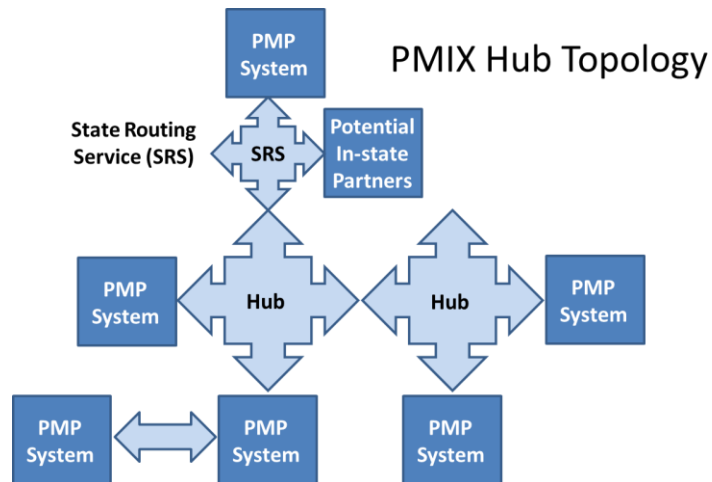 PMP
System
PMIX Hub Topology
State Routing
Service (SRS)
SRS
Potential
In-state
Partners
PMP
System
Hub
Hub
PMP
System
PMP
System
PMP
System
PMP
System